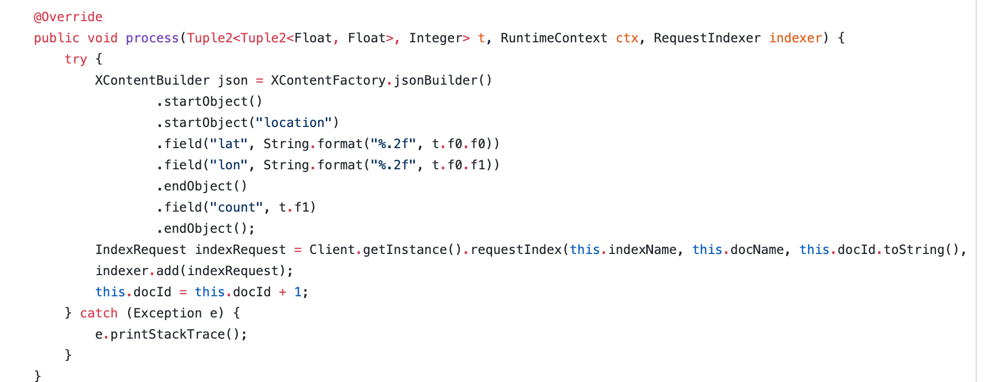 @Override
public void process(Tuple2<Tuple2<Float, Float>, Integer> t, RuntimeContext ctx, RequestIndexer indexer) {
    try {
        XContentBuilder json = XContentFactory.jsonBuilder()
                .startObject()
                .startObject("location")
                .field("lat", String.format("%.2f", t.f0.f0))
                .field("lon", String.format("%.2f", t.f0.f1))
                .endObject()
                .field("count", t.f1)
                .endObject();
        IndexRequest indexRequest = Client.getInstance().requestIndex(this.indexName, this.docName, this.docId.toString(),
        indexer.add(indexRequest);
        this.docId = this.docId + 1;
    } catch (Exception e) {
        e.printStackTrace();
    }
}